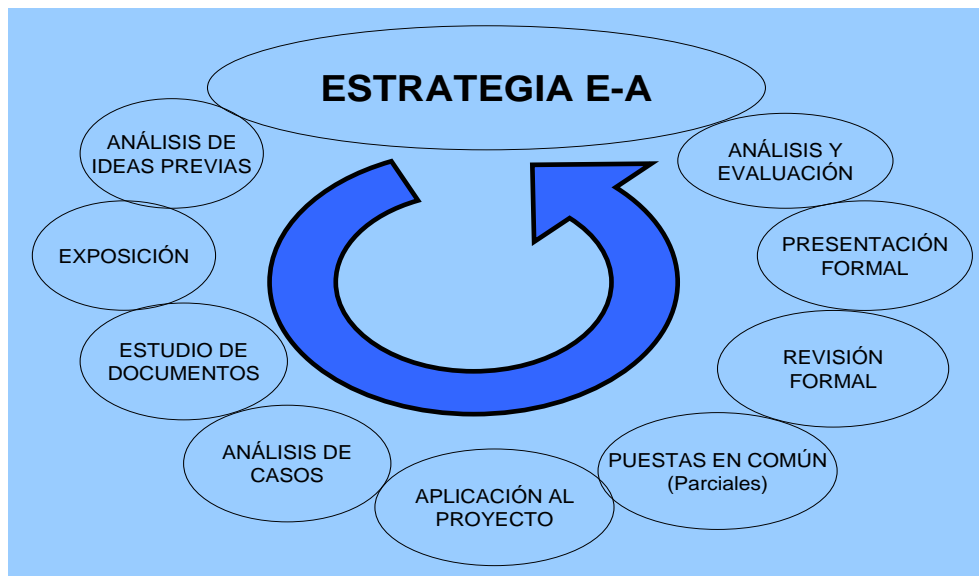 ESTRATEGIA E-A
ANÁLISIS DE
IDEAS PREVIAS
EXPOSICIÓN
ESTUDIO DE
DOCUMENTOS
ANÁLISIS DE
CASOS
APLICACIÓN AL
PROYECTO
PUESTAS EN COMÚN
(Parciales)
REVISIÓN
FORMAL
PRESENTACIÓN
FORMAL
ANÁLISIS Y
EVALUACIÓN